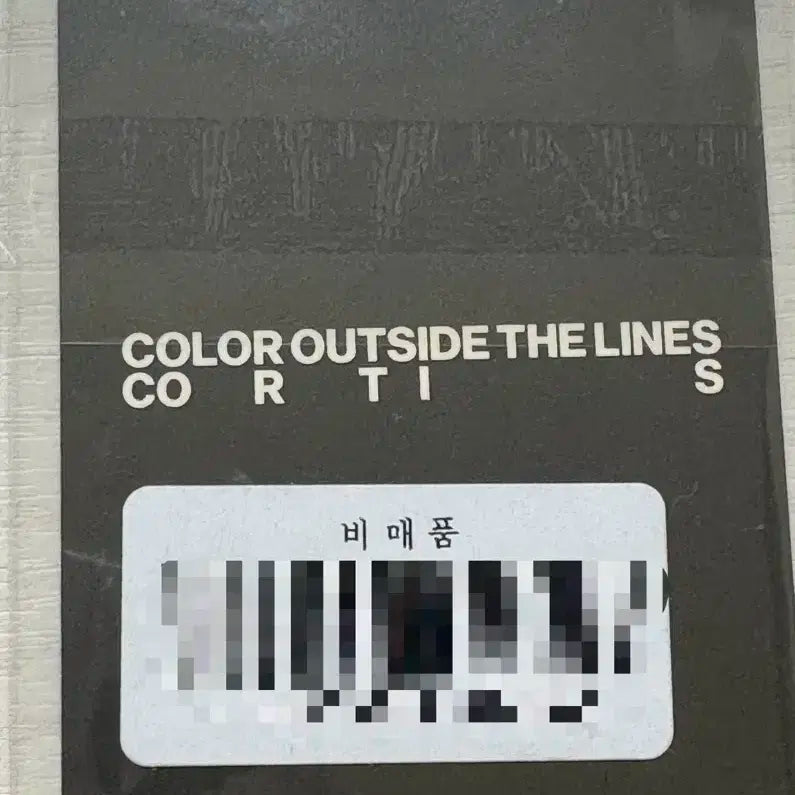 COLOR OUTSIDE THE LINES
CO R T I S
비매품